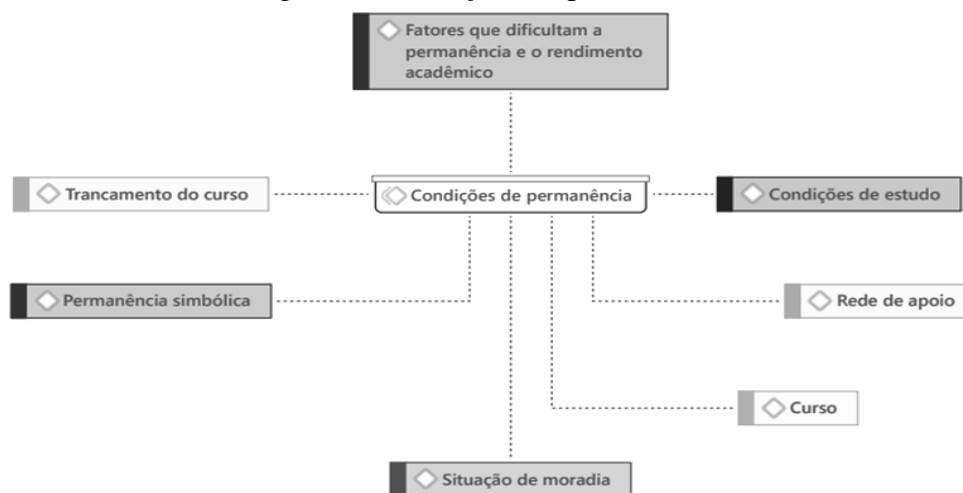 Fatores que dificultam a
permanência e o rendimento
acadêmico
Trancamento do curso
Condições de permanência
Condições de estudo
Permanência simbólica
Rede de apoio
Curso
Situação de moradia